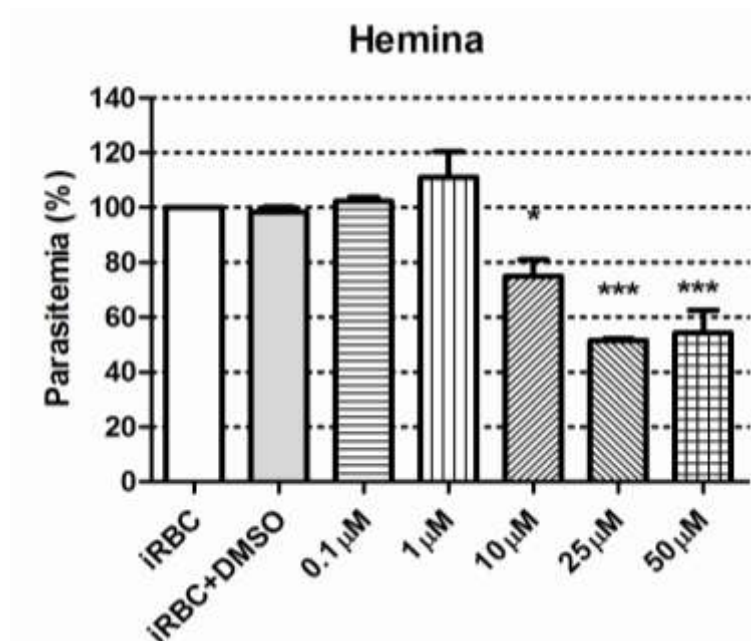 Hemina
Parasitemia (%)
140
120
100
80
60
40
20
0
*
***
***
iRBC
iRBC+DMSO
0.1μM
1μM
10μM
25μM
50μM